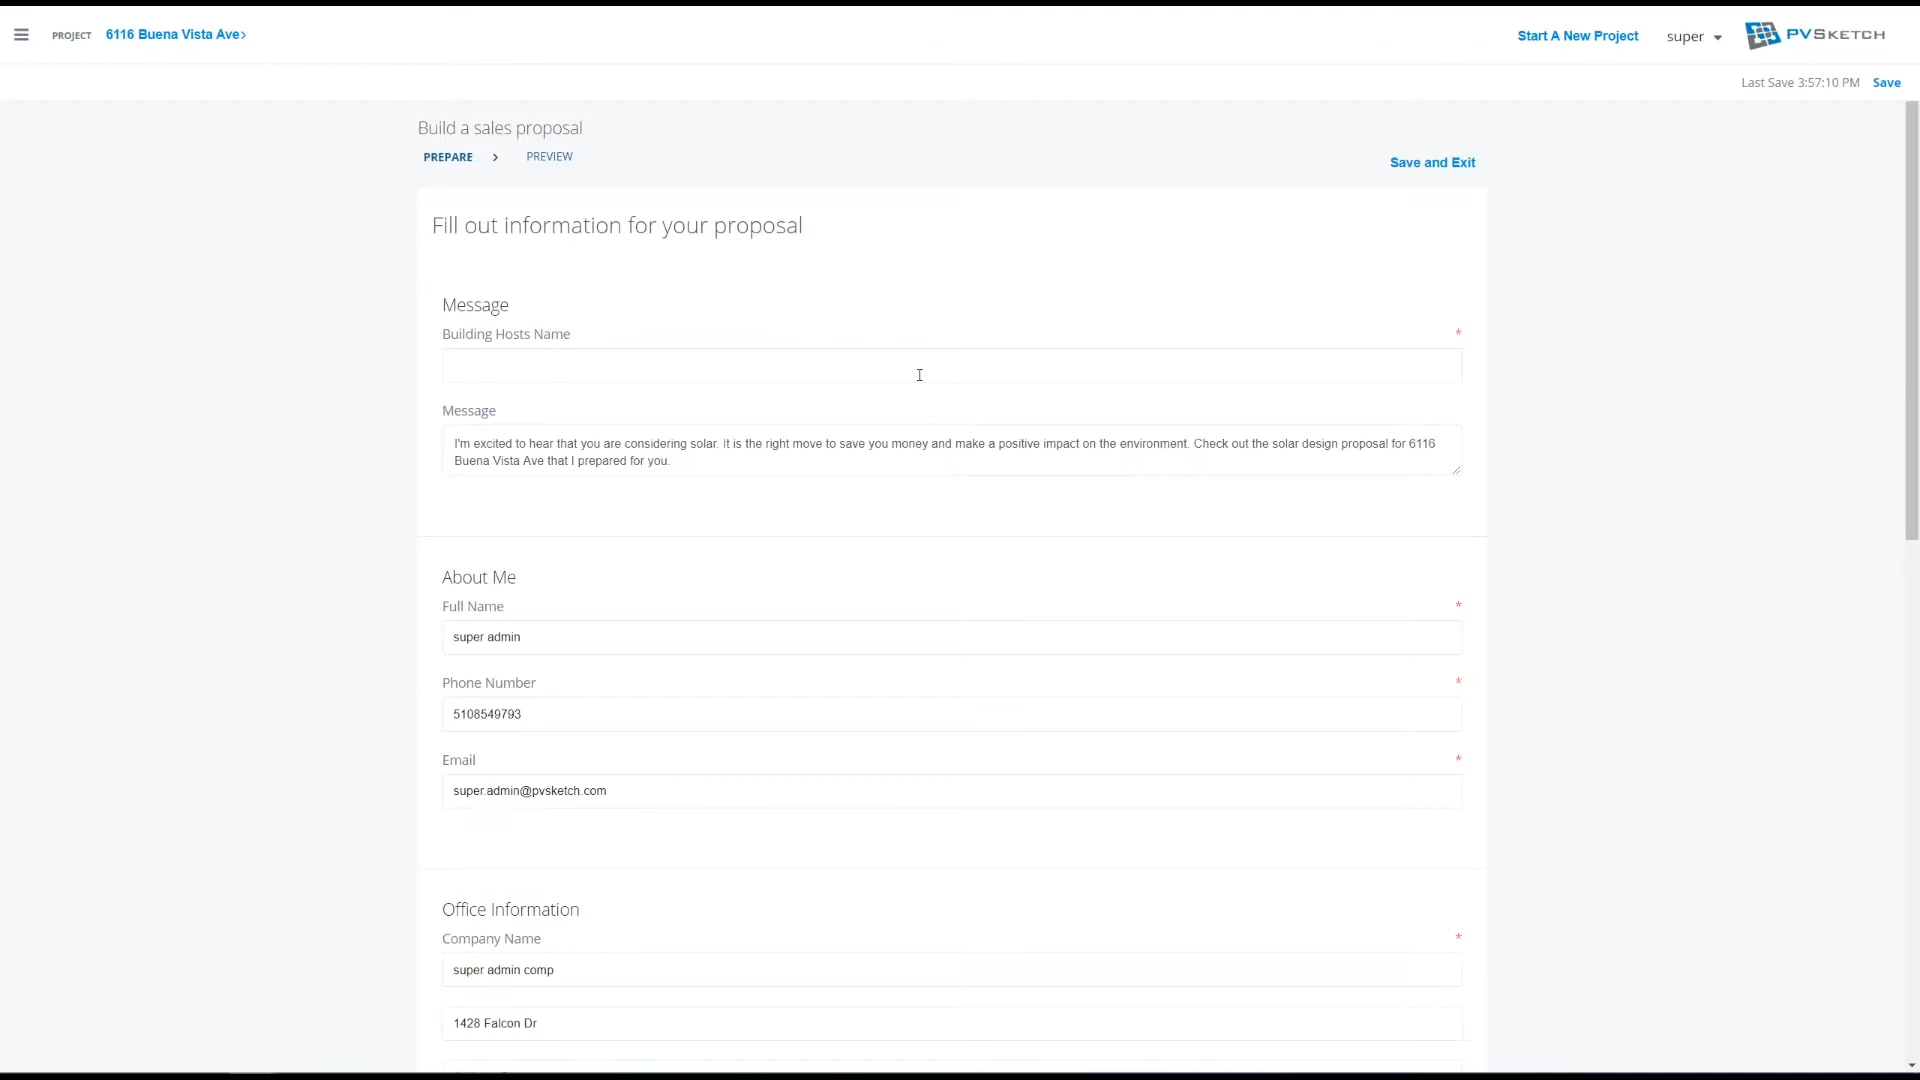 PROJECT 6116 Buena Vista Ave>
Start A New Project super PVSKETCH
Last Save 3:57:10 PM Save
Build a sales proposal
PREPARE > PREVIEW
Save and Exit
Fill out information for your proposal
Message
Building Hosts Name *
Message
I'm excited to hear that you are considering solar. It is the right move to save you money and make a positive impact on the environment. Check out the solar design proposal for 6116
Buena Vista Ave that I prepared for you.
About Me
Full Name *
super admin
Phone Number *
5108549793
Email *
super.admin@pvsketch.com
Office Information
Company Name *
super admin comp
1428 Falcon Dr